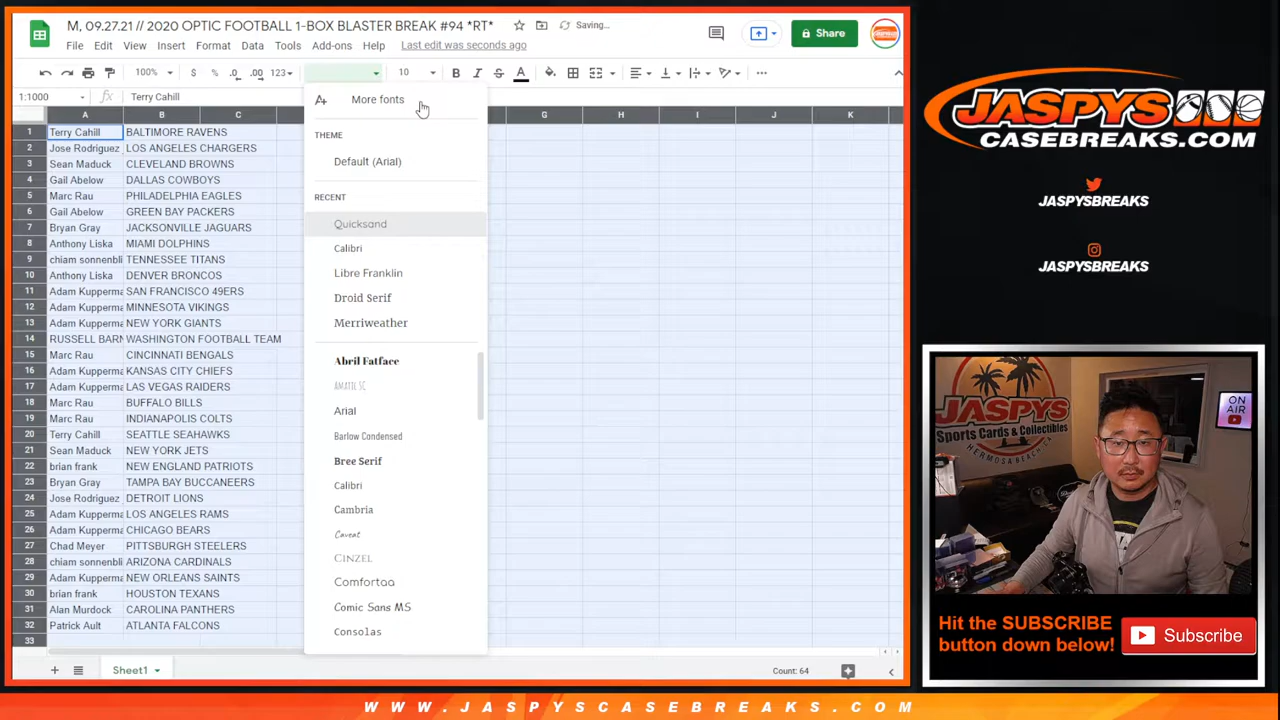 M, 09.27.21 // 2020 OPTIC FOOTBALL 1-BOX BLASTER BREAK #94 *RT*
Saving...
File Edit View Insert Format Data Tools Add-ons Help Last edit was seconds ago
Share
100% $ % .0 .00 123 10 B I S A
1:1000 fx Terry Cahill
A B C G H I J K
1 Terry Cahill BALTIMORE RAVENS
2 Jose Rodriguez LOS ANGELES CHARGERS
3 Sean Maduck CLEVELAND BROWNS
4 Gail Abelow DALLAS COWBOYS
5 Marc Rau PHILADELPHIA EAGLES
6 Gail Abelow GREEN BAY PACKERS
7 Bryan Gray JACKSONVILLE JAGUARS
8 Anthony Liska MIAMI DOLPHINS
9 chiam sonnenbli TENNESSEE TITANS
10 Anthony Liska DENVER BRONCOS
11 Adam Kupperma SAN FRANCISCO 49ERS
12 Adam Kupperma MINNESOTA VIKINGS
13 Adam Kupperma NEW YORK GIANTS
14 RUSSELL BARN WASHINGTON FOOTBALL TEAM
15 Marc Rau CINCINNATI BENGALS
16 Adam Kupperma KANSAS CITY CHIEFS
17 Adam Kupperma LAS VEGAS RAIDERS
18 Marc Rau BUFFALO BILLS
19 Marc Rau INDIANAPOLIS COLTS
20 Terry Cahill SEATTLE SEAHAWKS
21 Sean Maduck NEW YORK JETS
22 brian frank NEW ENGLAND PATRIOTS
23 Bryan Gray TAMPA BAY BUCCANEERS
24 Jose Rodriguez DETROIT LIONS
25 Adam Kupperma LOS ANGELES RAMS
26 Adam Kupperma CHICAGO BEARS
27 Chad Meyer PITTSBURGH STEELERS
28 chiam sonnenbli ARIZONA CARDINALS
29 Adam Kupperma NEW ORLEANS SAINTS
30 brian frank HOUSTON TEXANS
31 Alan Murdock CAROLINA PANTHERS
32 Patrick Ault ATLANTA FALCONS
33
More fonts
THEME
Default (Arial)
RECENT
Quicksand
Calibri
Libre Franklin
Droid Serif
Merriweather
Abril Fatface
AMATIC SC
Arial
Barlow Condensed
Bree Serif
Calibri
Cambria
Caveat
CINZEL
Comfortaa
Comic Sans MS
Consolas
Sheet1
Count: 64
JASPYS
CASEBREAKS.COM
JASPYSBREAKS
JASPYSBREAKS
JASPYS
Sports Cards & Collectibles
HERMOSA BEACH
ON AIR
Hit the SUBSCRIBE
button down below!
Subscribe
WWW.JASPYSCASEBREAKS.COM